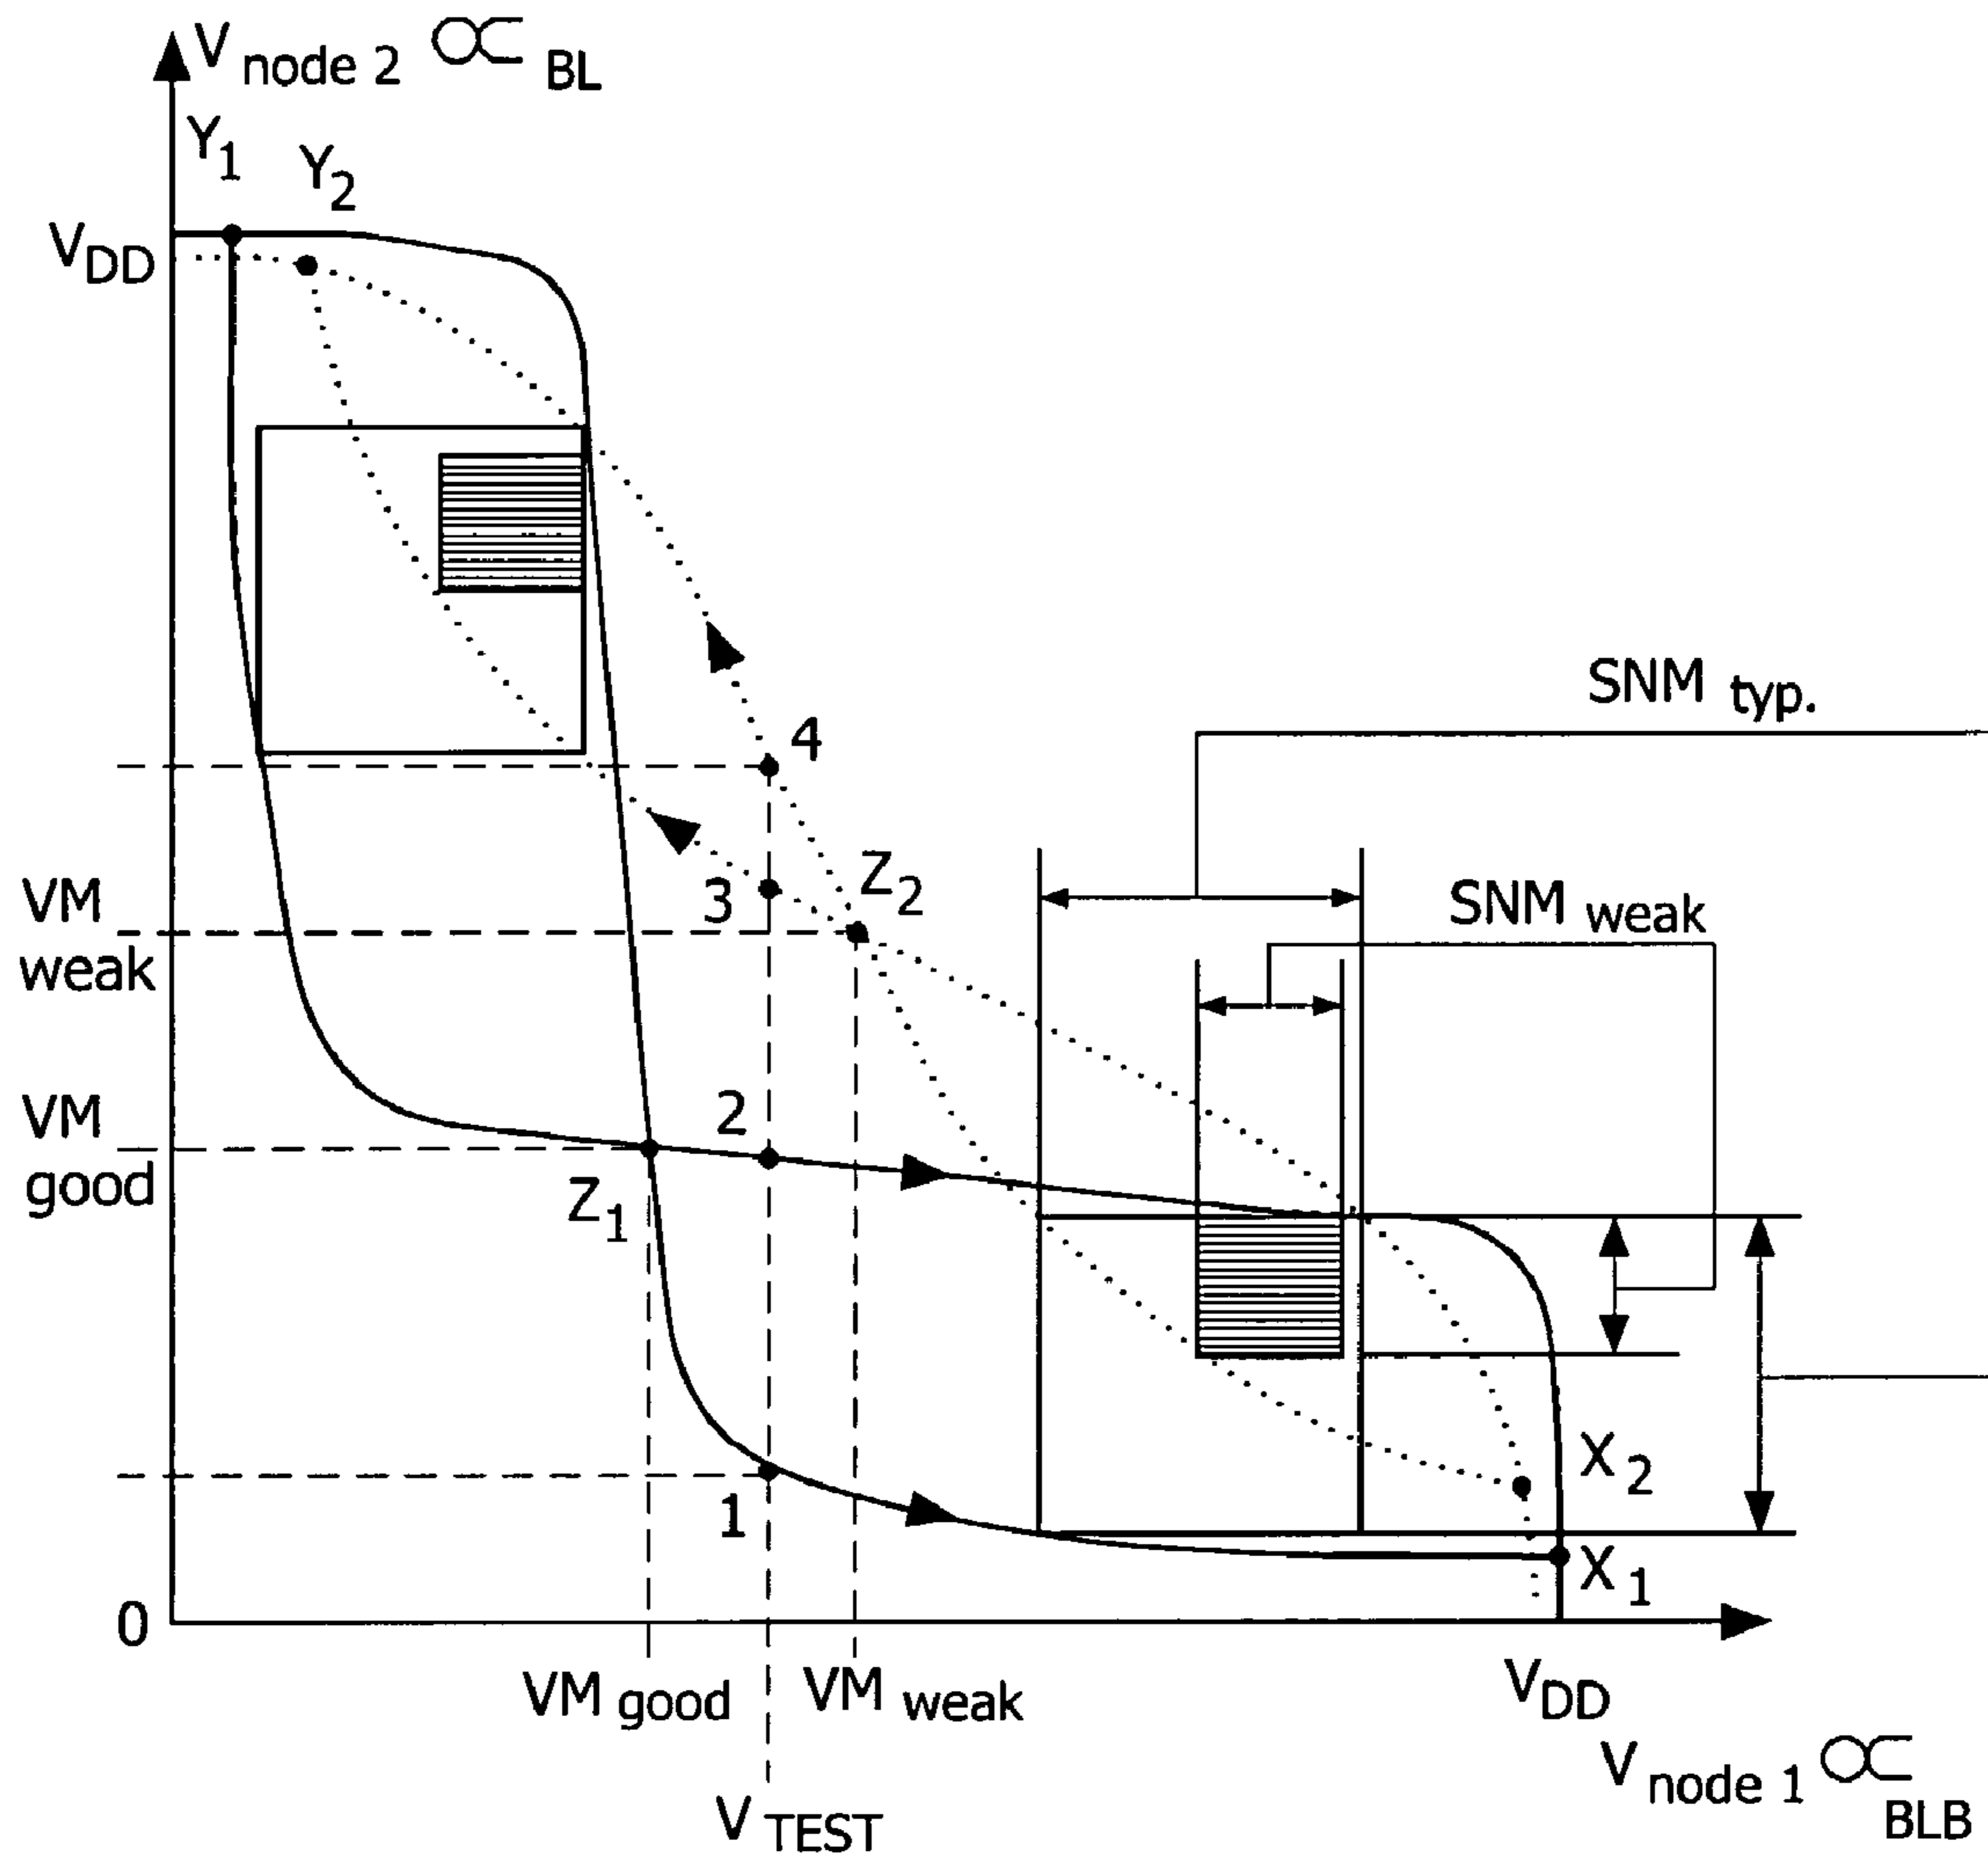 V node 2 ∝ BL
Y1
Y2
VDD
SNM typ.
4
VM weak
3
Z2
SNM weak
VM good
2
Z1
X2
1
X1
0
VM good
VM weak
VDD
V TEST
V node 1 ∝ BLB